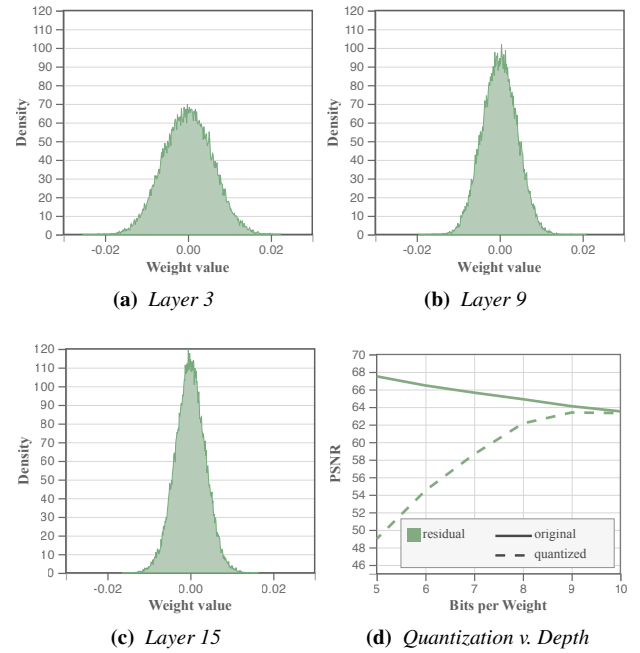 120
110
100
90
80
70
60
50
40
30
20
10
0
Density
-0.02 0.00 0.02
Weight value
(a) Layer 3
120
110
100
90
80
70
60
50
40
30
20
10
0
Density
-0.02 0.00 0.02
Weight value
(b) Layer 9
120
110
100
90
80
70
60
50
40
30
20
10
0
Density
-0.02 0.00 0.02
Weight value
(c) Layer 15
70
68
66
64
62
60
58
56
54
52
50
48
46
PSNR
residual original
quantized
5 6 7 8 9 10
Bits per Weight
(d) Quantization v. Depth